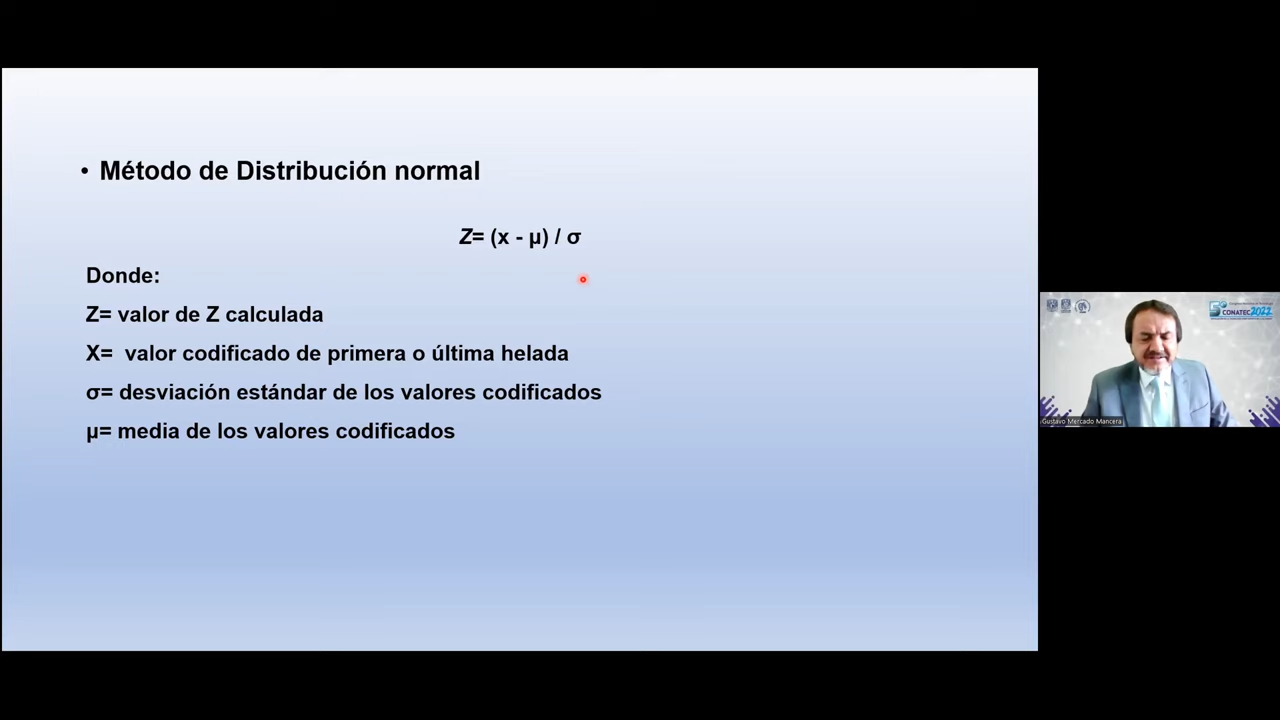 • Método de Distribución normal
Z= (x - µ) / σ
Donde:
Z= valor de Z calculada
X= valor codificado de primera o última helada
σ= desviación estándar de los valores codificados
µ= media de los valores codificados
5
CONATEC 2022
Gustavo Mercado Mancera